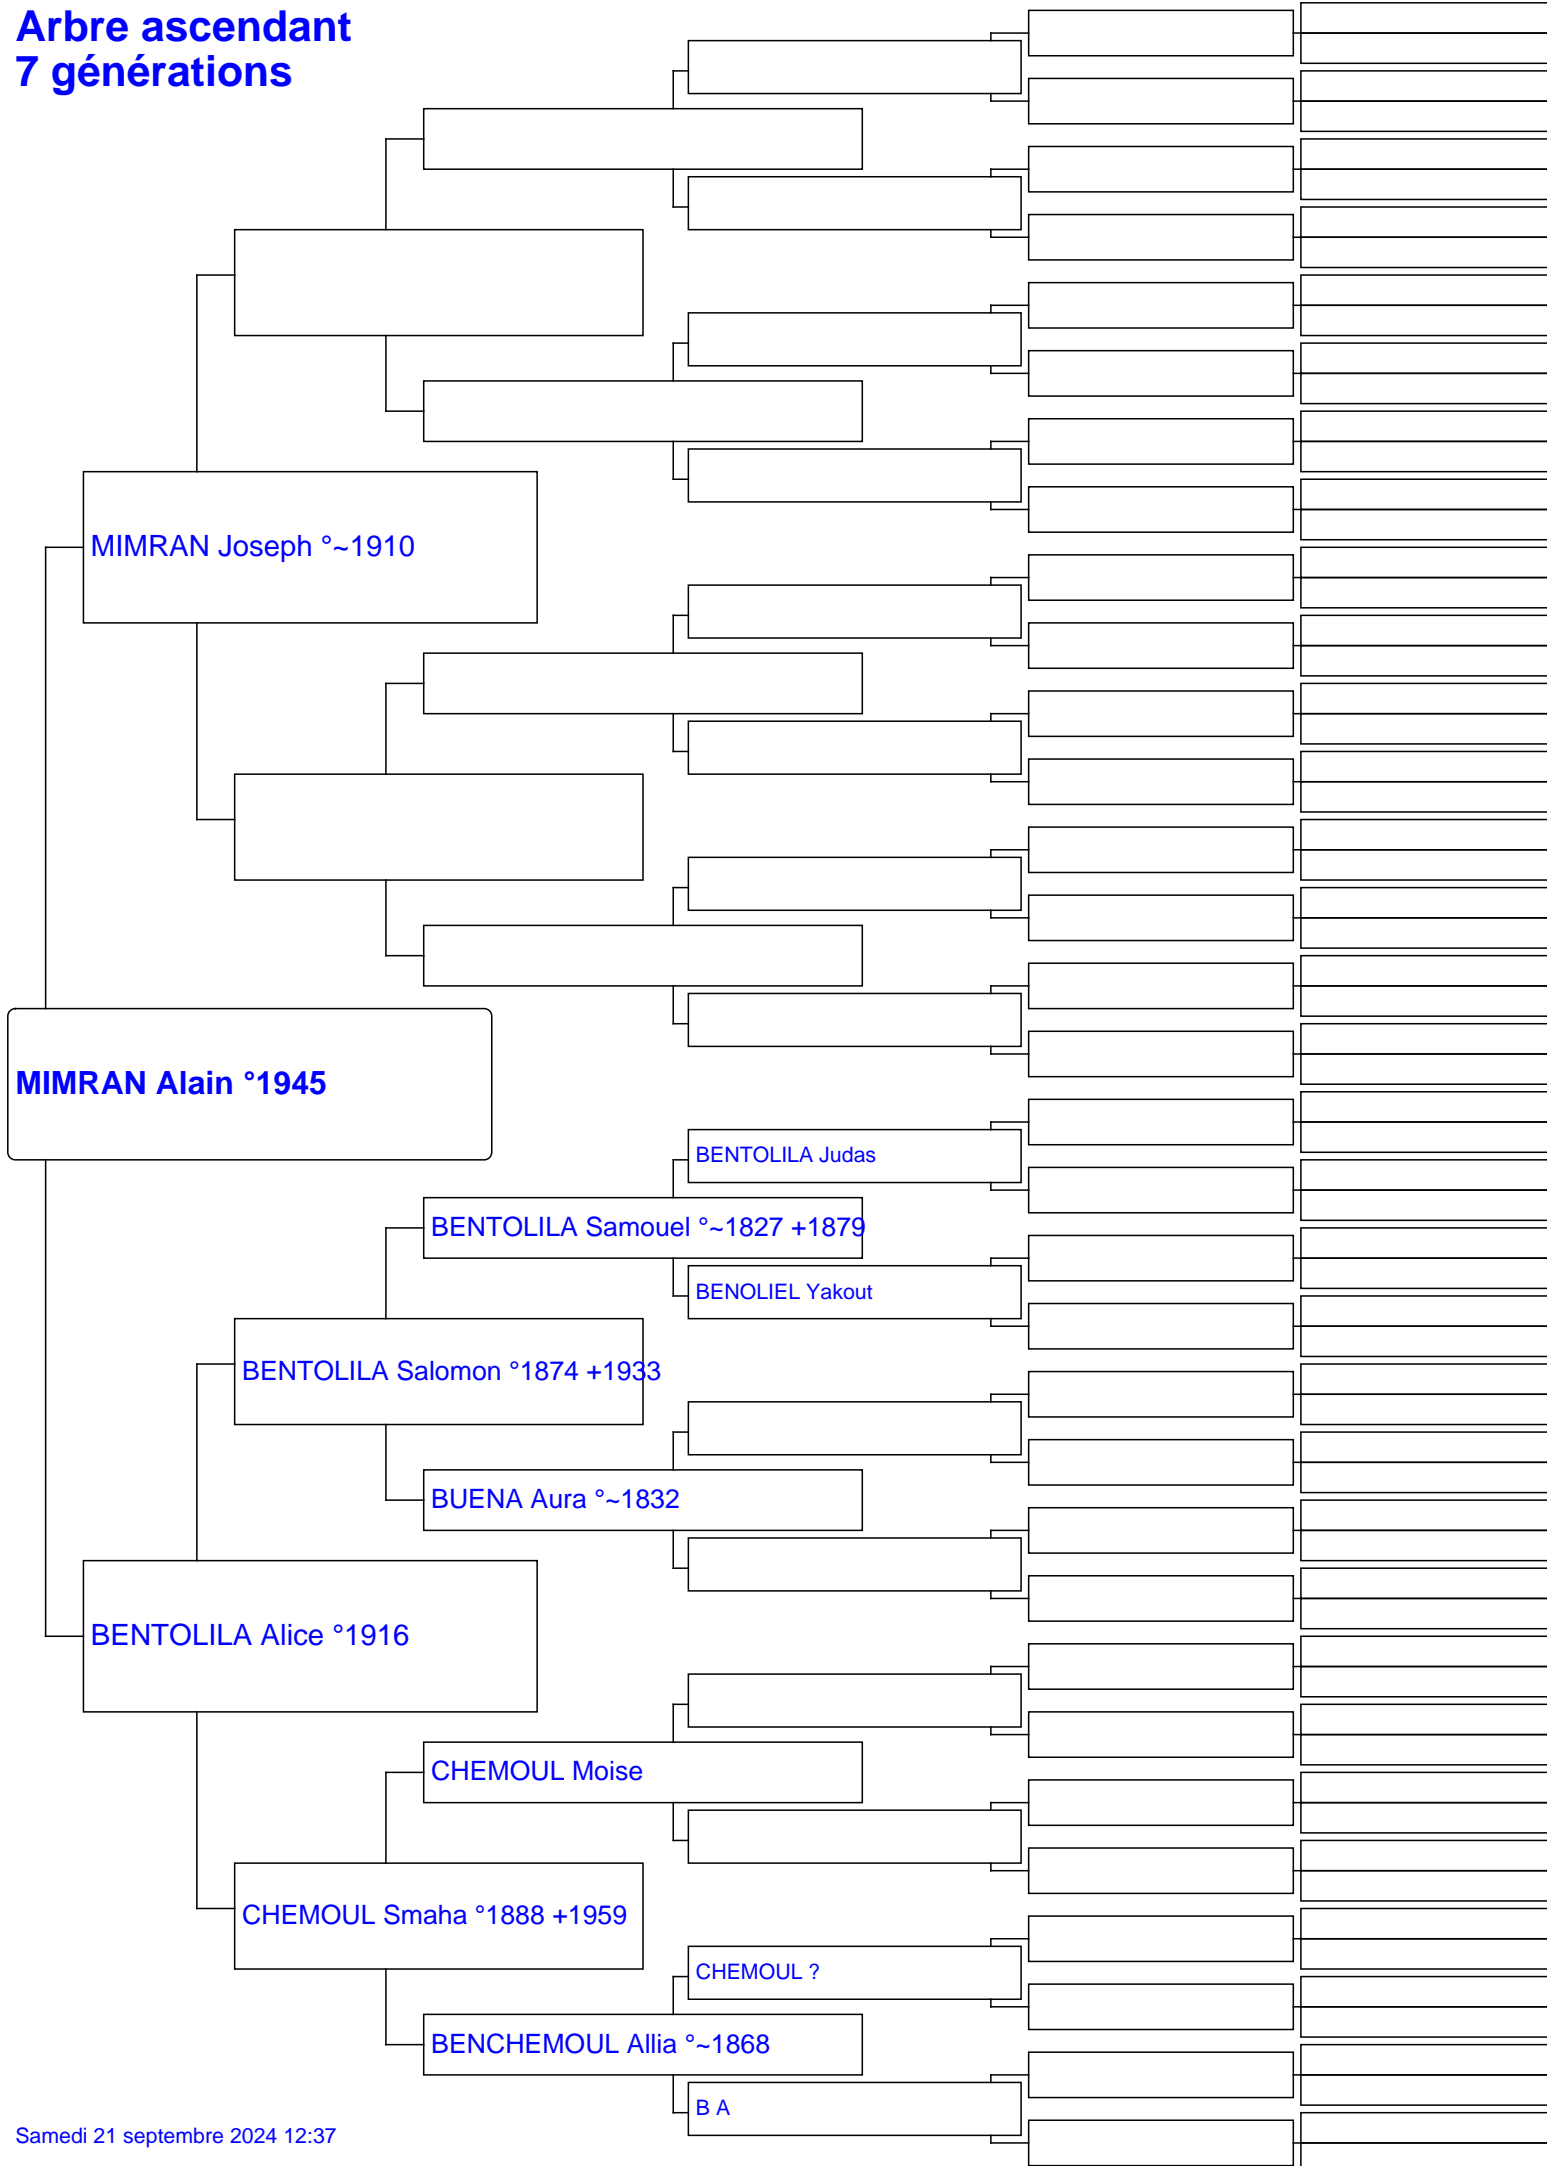 Arbre ascendant
7 générations
MIMRAN Joseph °~1910
MIMRAN Alain °1945
BENTOLILA Judas
BENTOLILA Samouel °~1827 +1879
BENOLIEL Yakout
BENTOLILA Salomon °1874 +1933
BUENA Aura °~1832
BENTOLILA Alice °1916
CHEMOUL Moise
CHEMOUL Smaha °1888 +1959
CHEMOUL ?
BENCHEMOUL Allia °~1868
B A
Samedi 21 septembre 2024 12:37